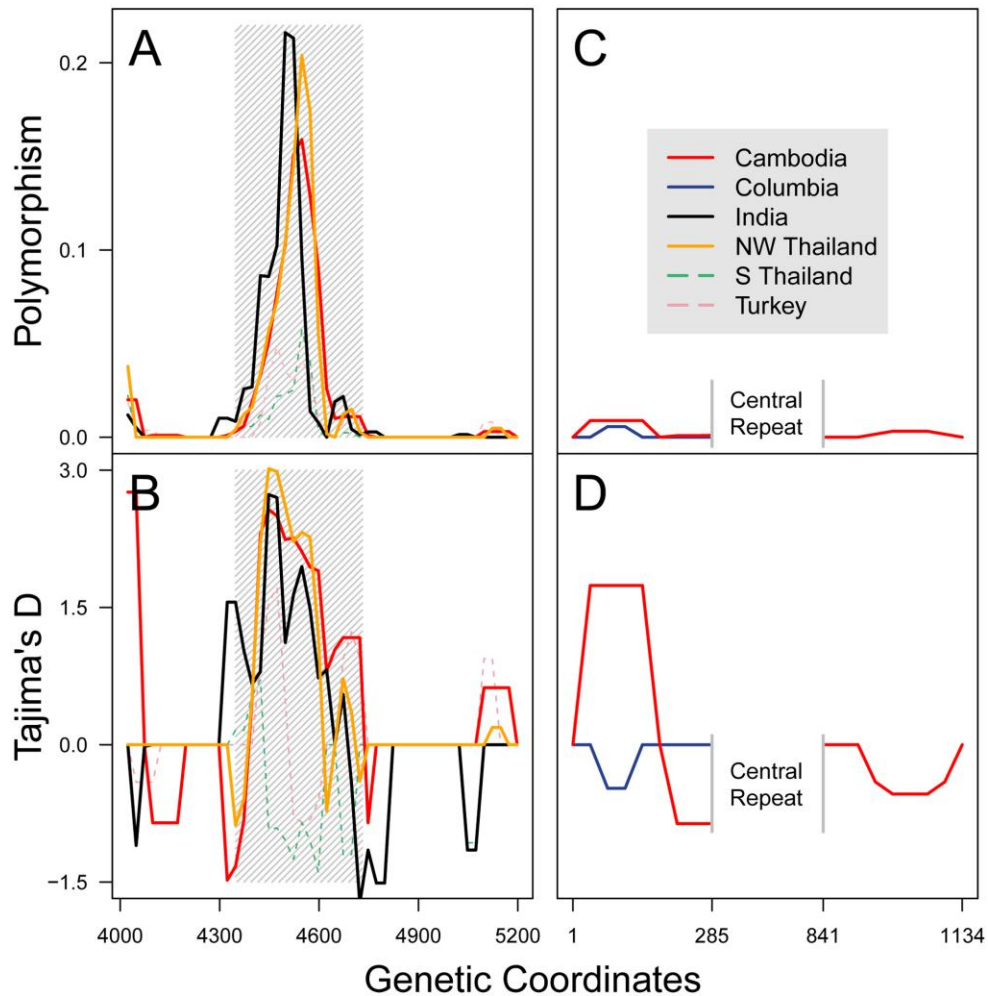 A
C
Polymorphism
0.2
0.1
0.0
Cambodia
Columbia
India
NW Thailand
S Thailand
Turkey
Central
Repeat
B
D
Tajima's D
3.0
1.5
0.0
−1.5
Central
Repeat
4000 4300 4600 4900 5200
1 285 841 1134
Genetic Coordinates